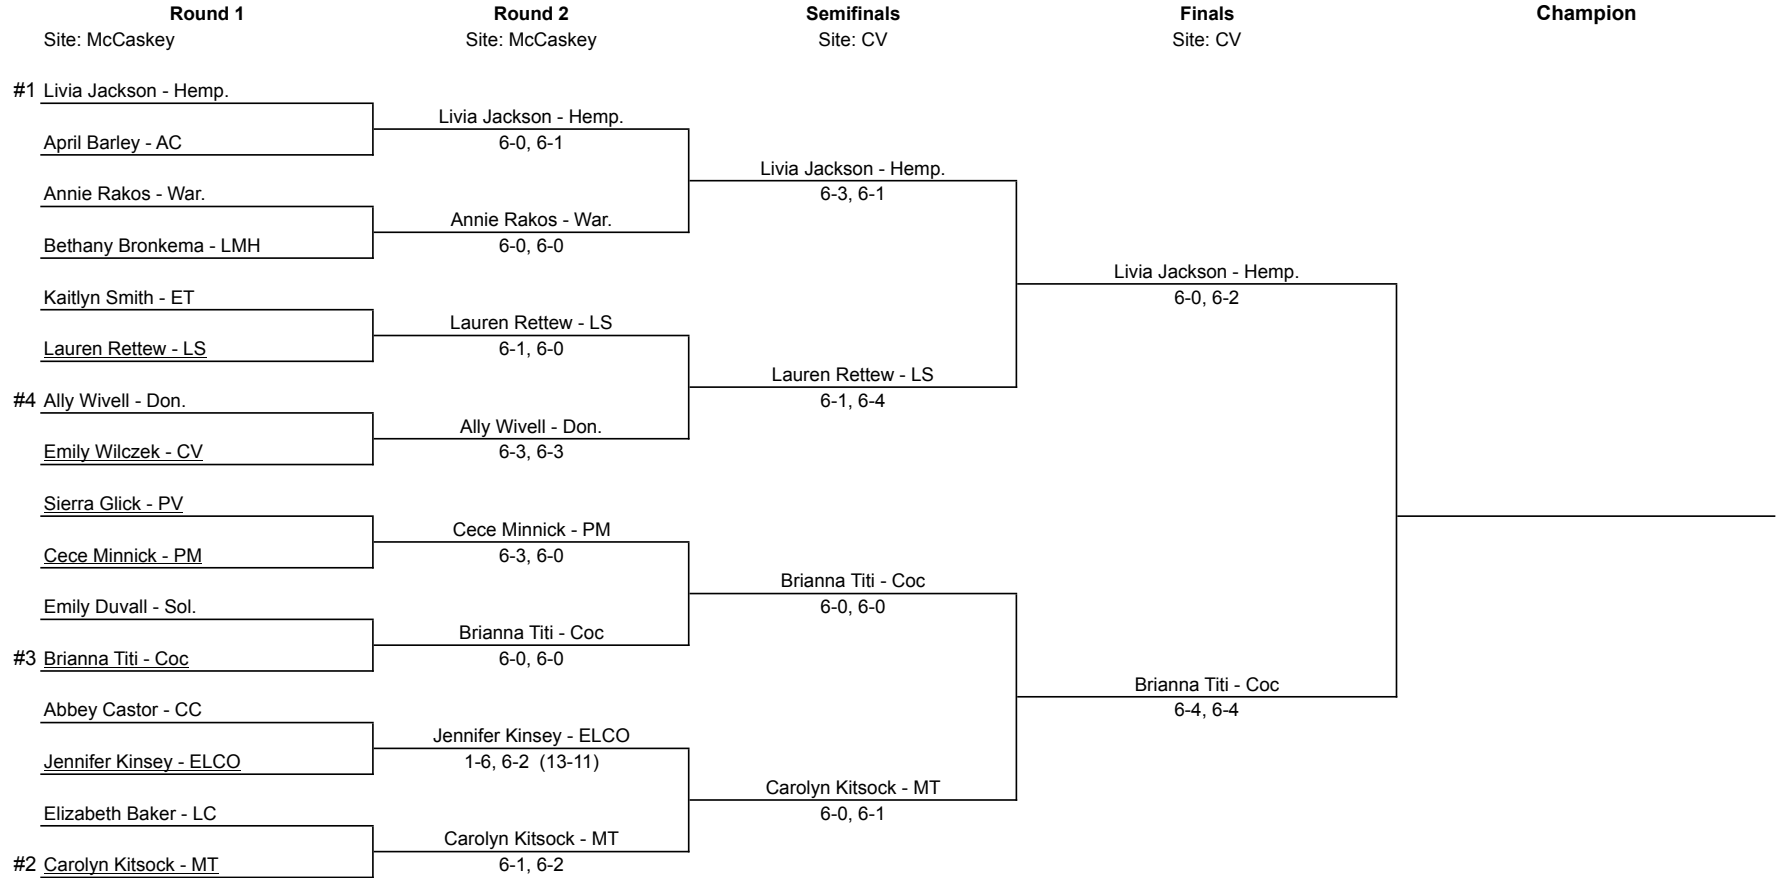 Round 1 Round 2 Semifinals Finals Champion
Site: McCaskey Site: McCaskey Site: CV Site: CV
#1 Livia Jackson - Hemp.
Livia Jackson - Hemp.
April Barley - AC 6-0, 6-1
Livia Jackson - Hemp.
Annie Rakos - War. 6-3, 6-1
Annie Rakos - War.
Bethany Bronkema - LMH 6-0, 6-0
Livia Jackson - Hemp.
Kaitlyn Smith - ET 6-0, 6-2
Lauren Rettew - LS
Lauren Rettew - LS 6-1, 6-0
Lauren Rettew - LS
#4 Ally Wivell - Don. 6-1, 6-4
Ally Wivell - Don.
Emily Wilczek - CV 6-3, 6-3
Sierra Glick - PV
Cece Minnick - PM
Cece Minnick - PM 6-3, 6-0
Brianna Titi - Coc
Emily Duvall - Sol. 6-0, 6-0
Brianna Titi - Coc
#3 Brianna Titi - Coc 6-0, 6-0
Brianna Titi - Coc
Abbey Castor - CC 6-4, 6-4
Jennifer Kinsey - ELCO
Jennifer Kinsey - ELCO 1-6, 6-2 (13-11)
Carolyn Kitsock - MT
Elizabeth Baker - LC 6-0, 6-1
Carolyn Kitsock - MT
#2 Carolyn Kitsock - MT 6-1, 6-2